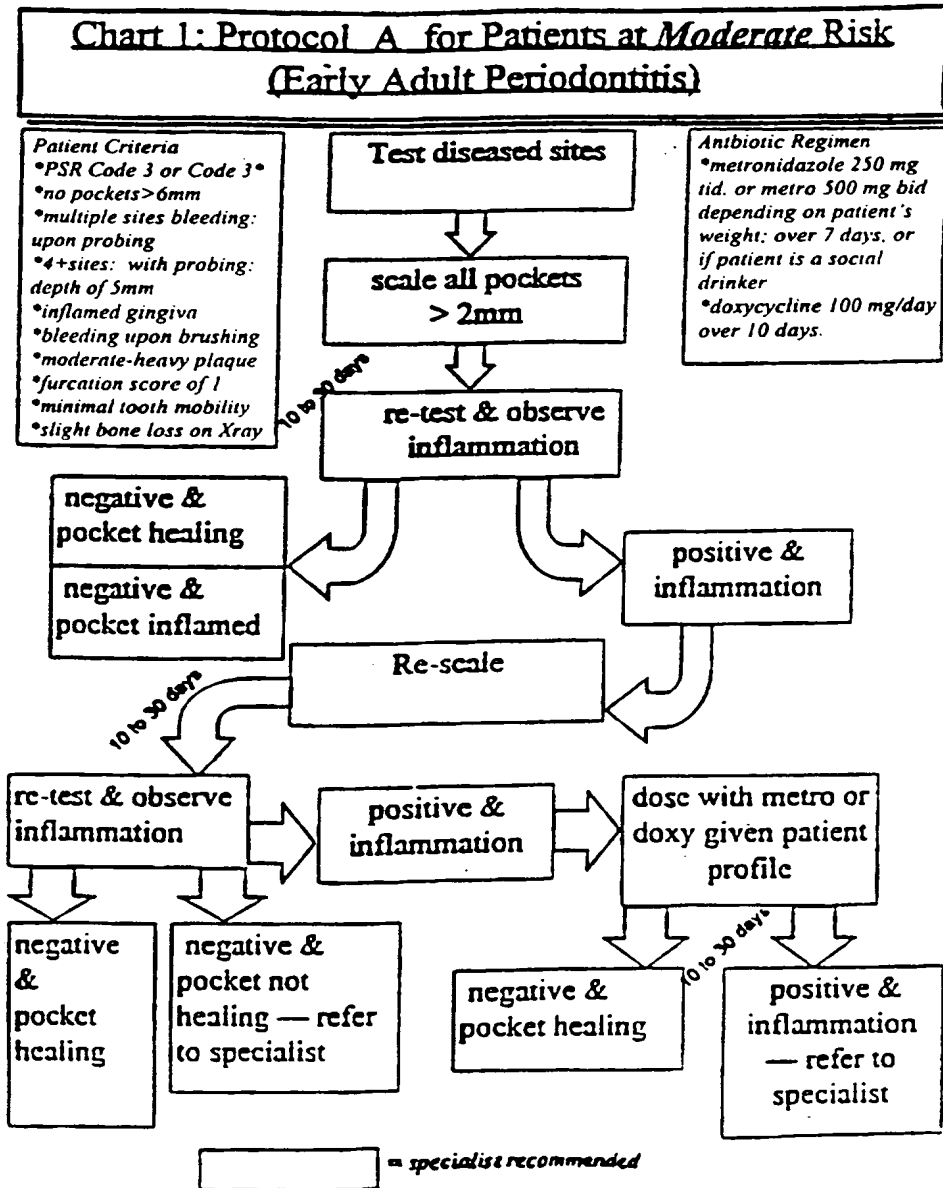 Chart 1: Protocol A for Patients at Moderate Risk
(Early Adult Periodontitis)
Patient Criteria
*PSR Code 3 or Code 3*
*no pockets>6mm
*multiple sites bleeding:
upon probing
*4+sites: with probing:
depth of 5mm
*inflamed gingiva
*bleeding upon brushing
*moderate-heavy plaque
*furcation score of 1
*minimal tooth mobility
*slight bone loss on Xray
Test diseased sites
Antbiotic Regimen
*metronidazole 250 mg
tid. or metro 500 mg bid
depending on patient's
weight; over 7 days, or
if patient is a social
drinker
*doxycycline 100 mg/day
over 10 days.
scale all pockets
> 2mm
10 to 30 days
re-test & observe
inflammation
negative &
pocket healing
negative &
pocket inflamed
positive &
inflammation
Re-scale
10 to 30 days
re-test & observe
inflammation
positive &
inflammation
dose with metro or
doxy given patient
profile
negative
&
pocket
healing
negative &
pocket not
healing — refer
to specialist
10 to 30 days
negative &
pocket healing
positive &
inflammation
— refer to
specialist
= specialist recommended